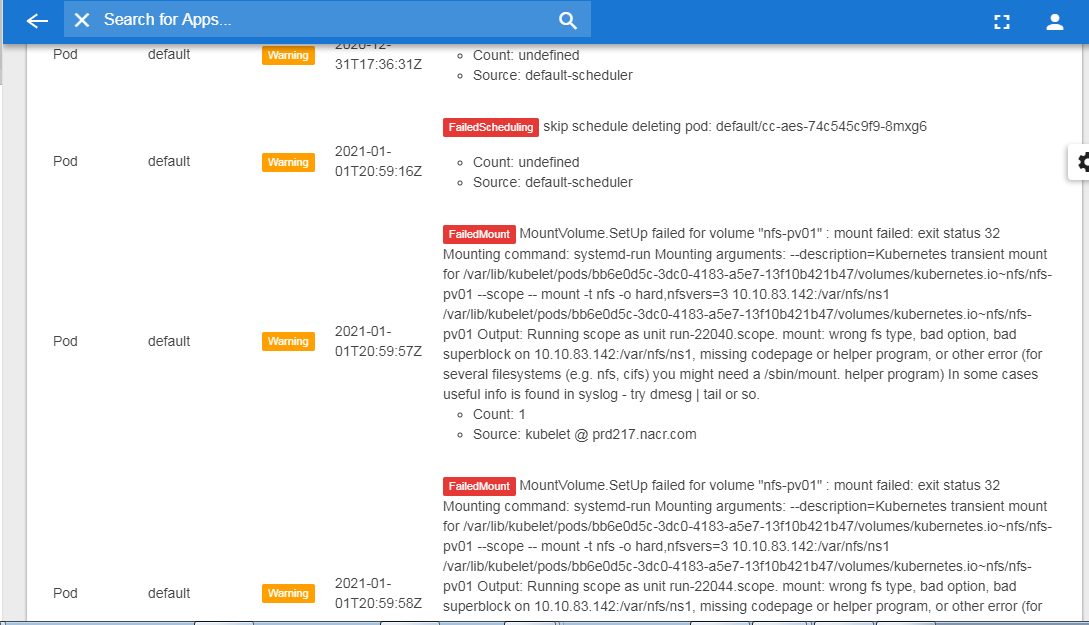 Search for Apps...
Pod default Warning 2020-12-
31T17:36:31Z
Count: undefined
Source: default-scheduler
Pod default Warning 2021-01-
01T20:59:16Z
FailedScheduling skip schedule deleting pod: default/cc-aes-74c545c9f9-8mxg6
Count: undefined
Source: default-scheduler
Pod default Warning 2021-01-
01T20:59:57Z
FailedMount MountVolume.SetUp failed for volume "nfs-pv01" : mount failed: exit status 32
Mounting command: systemd-run Mounting arguments: --description=Kubernetes transient mount
for /var/lib/kubelet/pods/bb6e0d5c-3dc0-4183-a5e7-13f10b421b47/volumes/kubernetes.io~nfs/nfs-
pv01 --scope -- mount -t nfs -o hard,nfsvers=3 10.10.83.142:/var/nfs/ns1
/var/lib/kubelet/pods/bb6e0d5c-3dc0-4183-a5e7-13f10b421b47/volumes/kubernetes.io~nfs/nfs-
pv01 Output: Running scope as unit run-22040.scope. mount: wrong fs type, bad option, bad
superblock on 10.10.83.142:/var/nfs/ns1, missing codepage or helper program, or other error (for
several filesystems (e.g. nfs, cifs) you might need a /sbin/mount. helper program) In some cases
useful info is found in syslog - try dmesg | tail or so.
Count: 1
Source: kubelet @ prd217.nacr.com
Pod default Warning 2021-01-
01T20:59:58Z
FailedMount MountVolume.SetUp failed for volume "nfs-pv01" : mount failed: exit status 32
Mounting command: systemd-run Mounting arguments: --description=Kubernetes transient mount
for /var/lib/kubelet/pods/bb6e0d5c-3dc0-4183-a5e7-13f10b421b47/volumes/kubernetes.io~nfs/nfs-
pv01 --scope -- mount -t nfs -o hard,nfsvers=3 10.10.83.142:/var/nfs/ns1
/var/lib/kubelet/pods/bb6e0d5c-3dc0-4183-a5e7-13f10b421b47/volumes/kubernetes.io~nfs/nfs-
pv01 Output: Running scope as unit run-22044.scope. mount: wrong fs type, bad option, bad
superblock on 10.10.83.142:/var/nfs/ns1, missing codepage or helper program, or other error (for